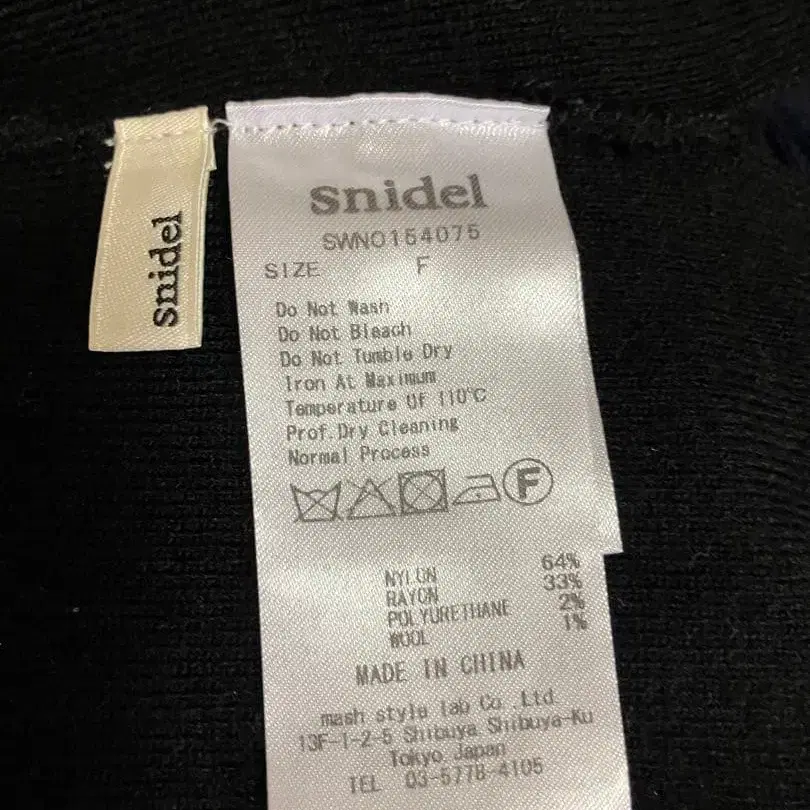 snidel
snidel
SWNO154075
SIZE F
Do Not Wash
Do Not Bleach
Do Not Tumble Dry
Iron At Maximum
Temperature Of 110℃
Prof.Dry Cleaning
Normal Process
F
NYLON 64%
RAYON 33%
POLYURETHANE 2%
WOOL 1%
MADE IN CHINA
mash style lab Co.,Ltd.
13F-1-2-5 Shibuya Shibuya-Ku
Tokyo Japan
TEL 03-5778-4105